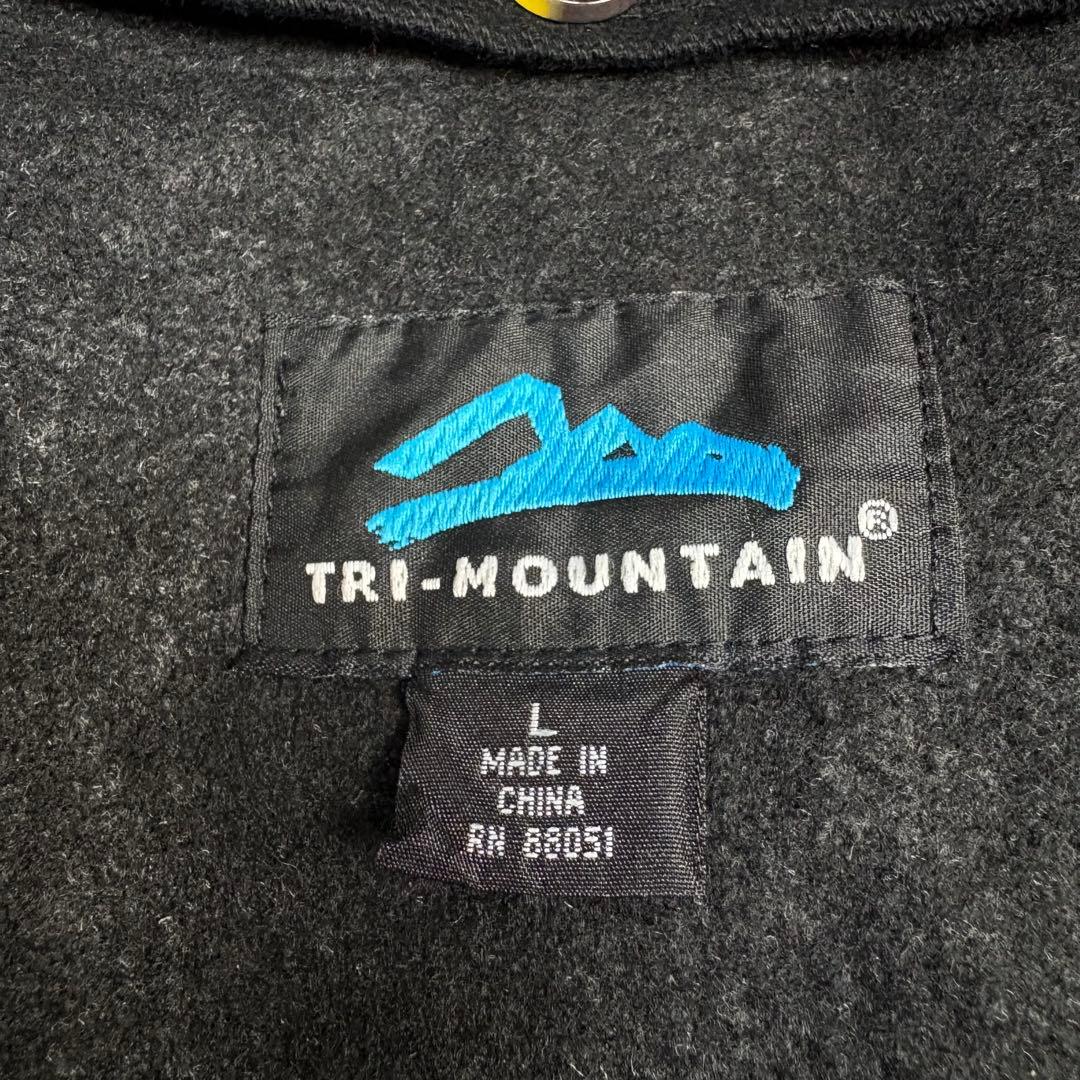 TRI-MOUNTAIN®
L
MADE IN
CHINA
RN 88051